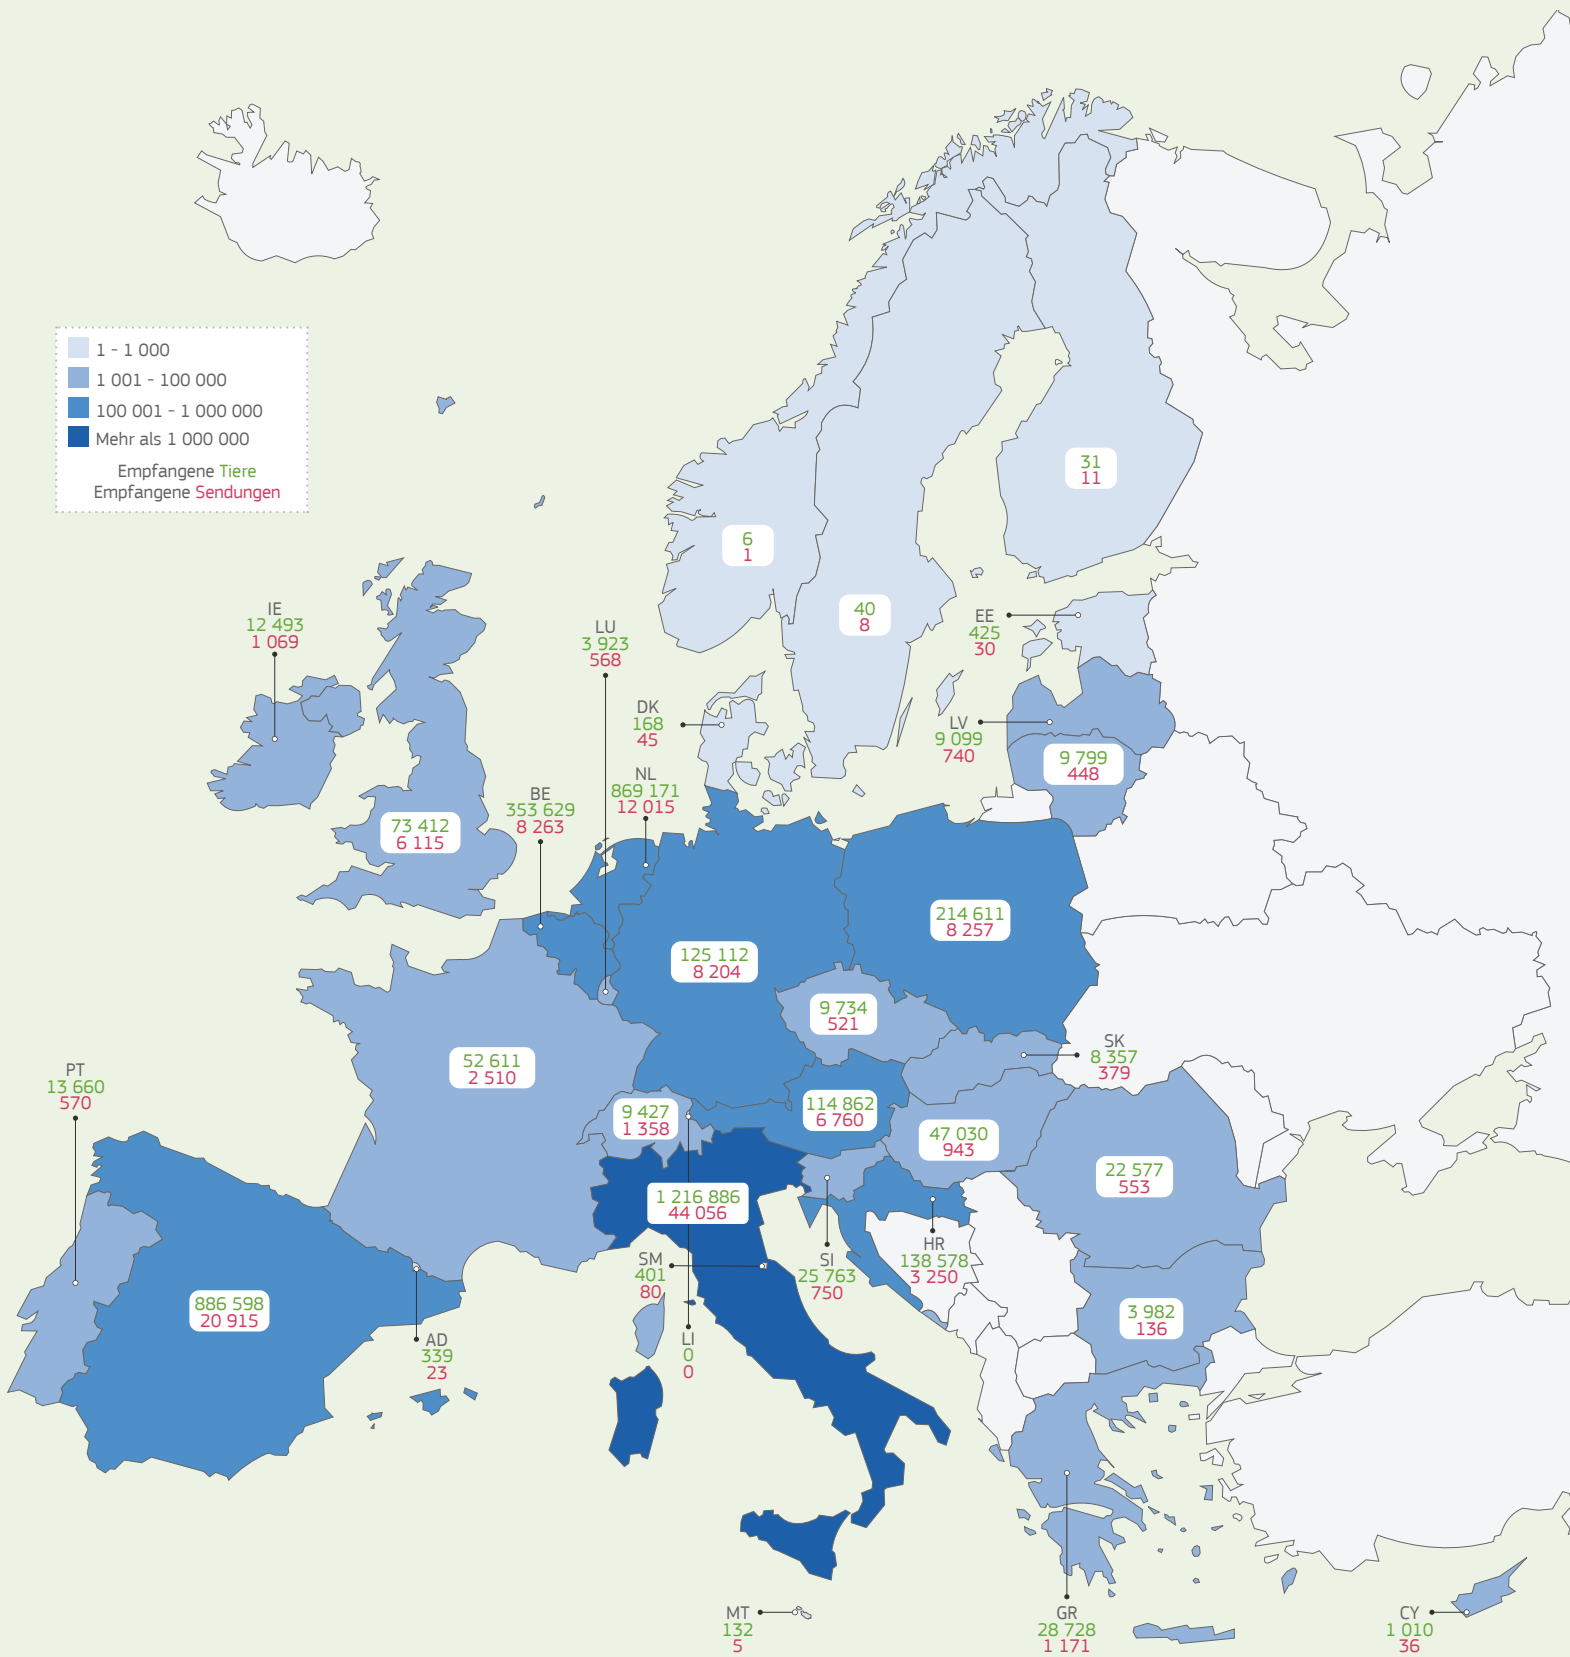 1 - 1 000
1 001 - 100 000
100 001 - 1 000 000
Mehr als 1 000 000
Empfangene Tiere
Empfangene Sendungen
31
11
6
1
40
8
EE
425
30
IE
12 493
1 069
LU
3 923
568
DK
168
45
LV
9 099
740
9 799
448
NL
869 171
12 015
BE
353 629
8 263
73 412
6 115
214 611
8 257
125 112
8 204
9 734
521
SK
8 357
379
52 611
2 510
PT
13 660
570
9 427
1 358
114 862
6 760
47 030
943
22 577
553
1 216 886
44 056
HR
138 578
3 250
SI
25 763
750
SM
401
80
886 598
20 915
3 982
136
AD
339
23
LI
0
0
MT
132
5
GR
28 728
1 171
CY
1 010
36